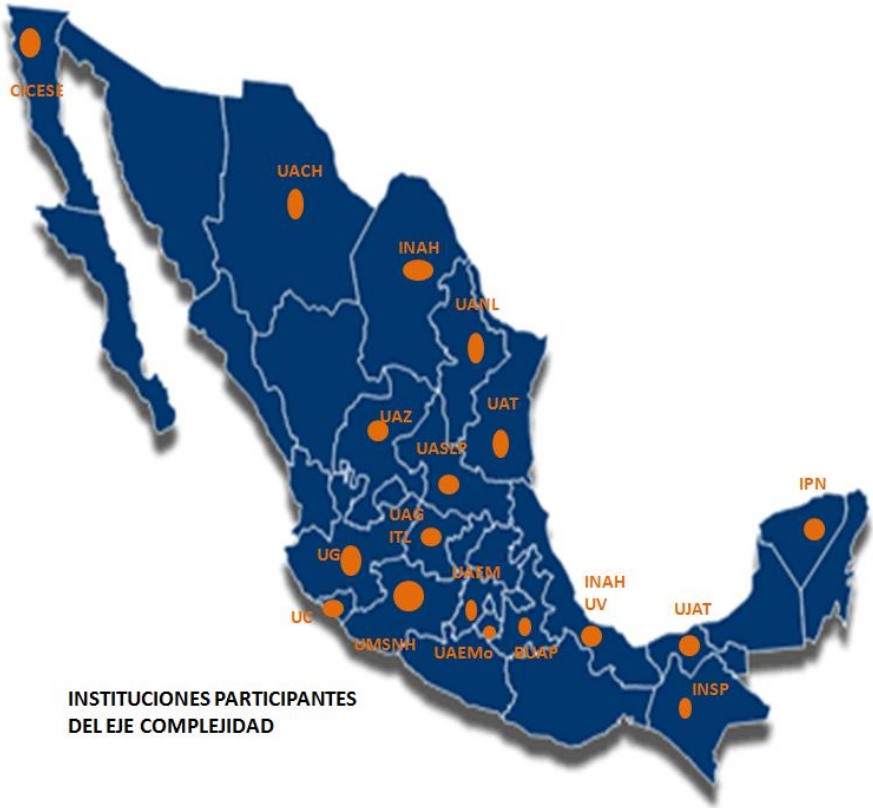 CICESE
UACH
INAH
UANL
UAT
UAZ
UASLP
IPN
UAG
ITL
UG
UAEM
INAH
UV
UC
UJAT
UMSNH
UAEMo
BUAP
INSP
INSTITUCIONES PARTICIPANTES
DEL EJE COMPLEJIDAD